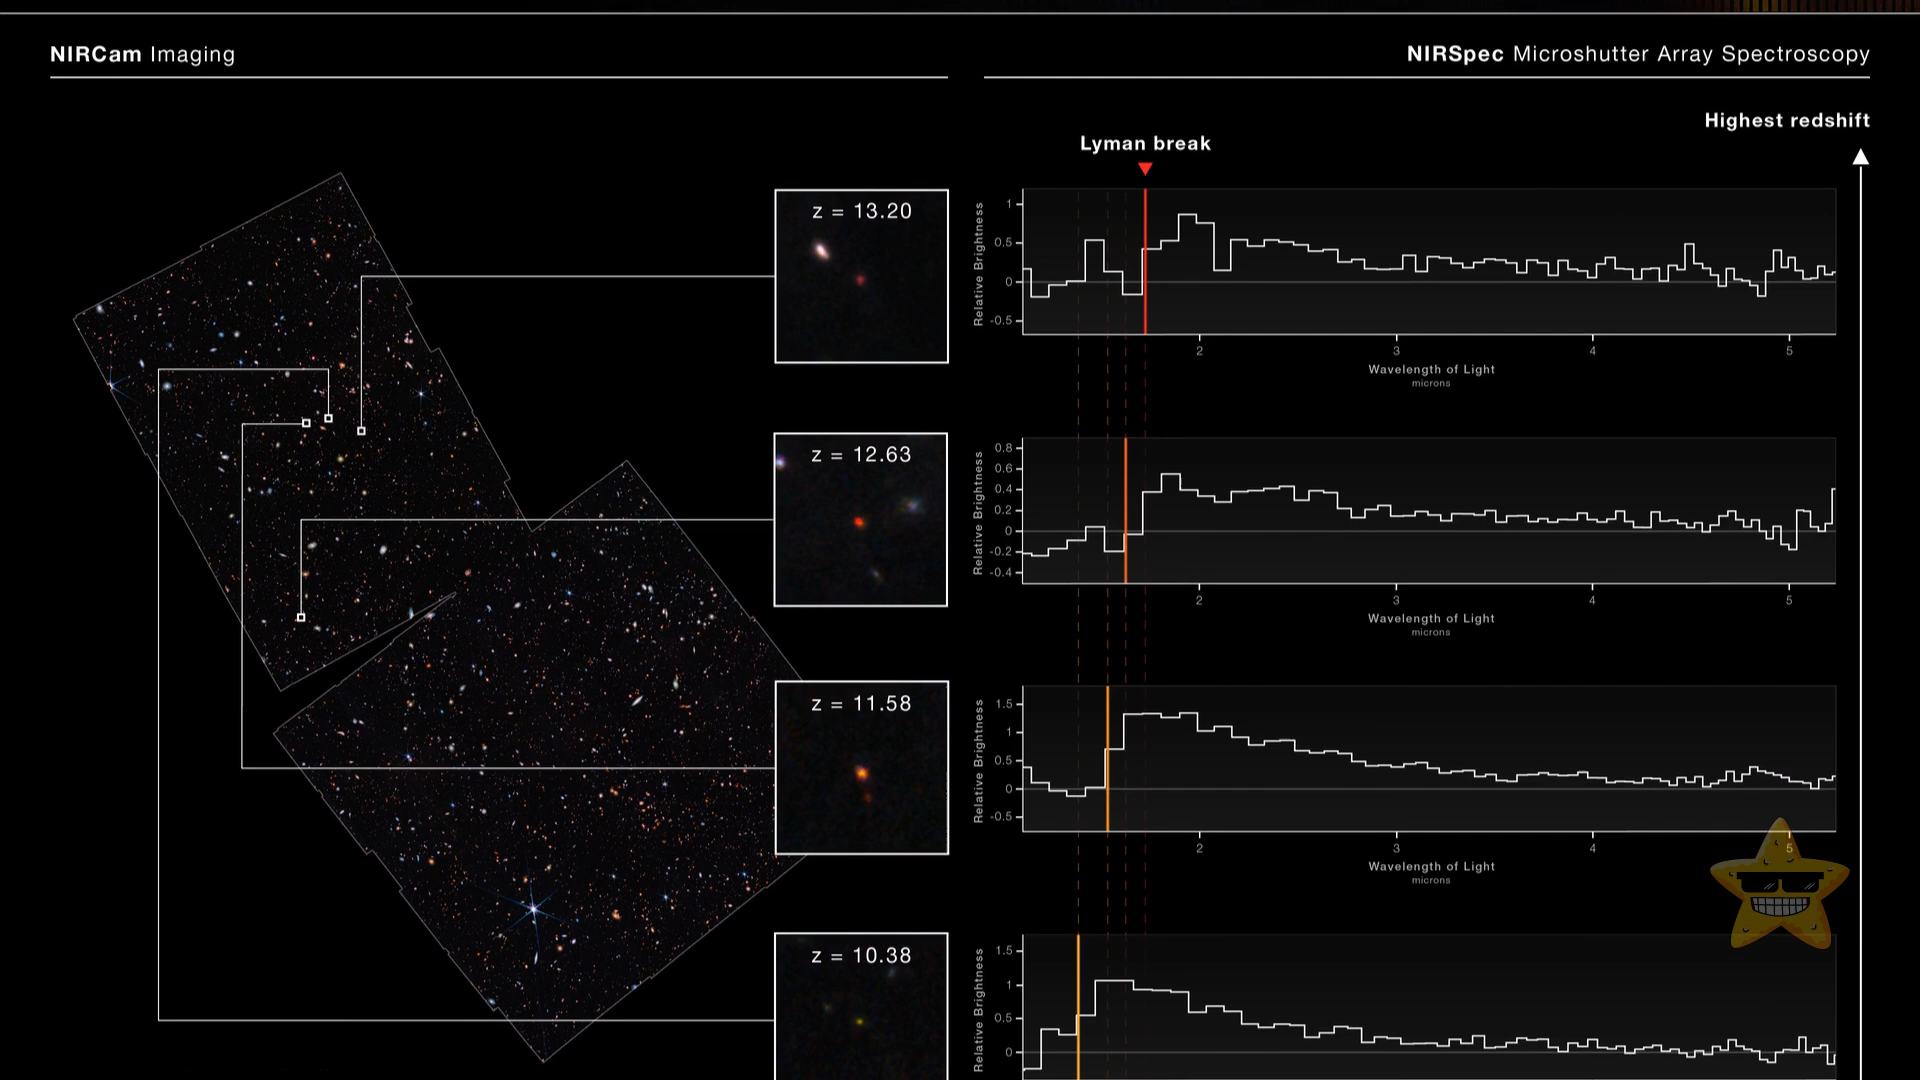 NIRCam Imaging
NIRSpec Microshutter Array Spectroscopy
Highest redshift
Lyman break
z = 13.20
Relative Brightness
1
0.5
0
-0.5
2 3 4 5
Wavelength of Light
microns
z = 12.63
Relative Brightness
0.8
0.6
0.4
0.2
0
-0.2
-0.4
2 3 4 5
Wavelength of Light
microns
z = 11.58
Relative Brightness
1.5
1
0.5
0
-0.5
2 3 4 5
Wavelength of Light
microns
z = 10.38
Relative Brightness
1.5
1
0.5
0